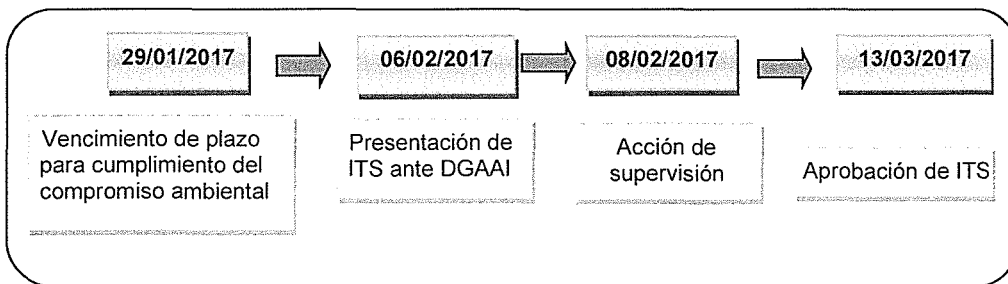 29/01/2017
06/02/2017
08/02/2017
13/03/2017
Vencimiento de plazo
para cumplimiento del
compromiso ambiental
Presentación de
ITS ante DGAAI
Acción de
supervisión
Aprobación de ITS